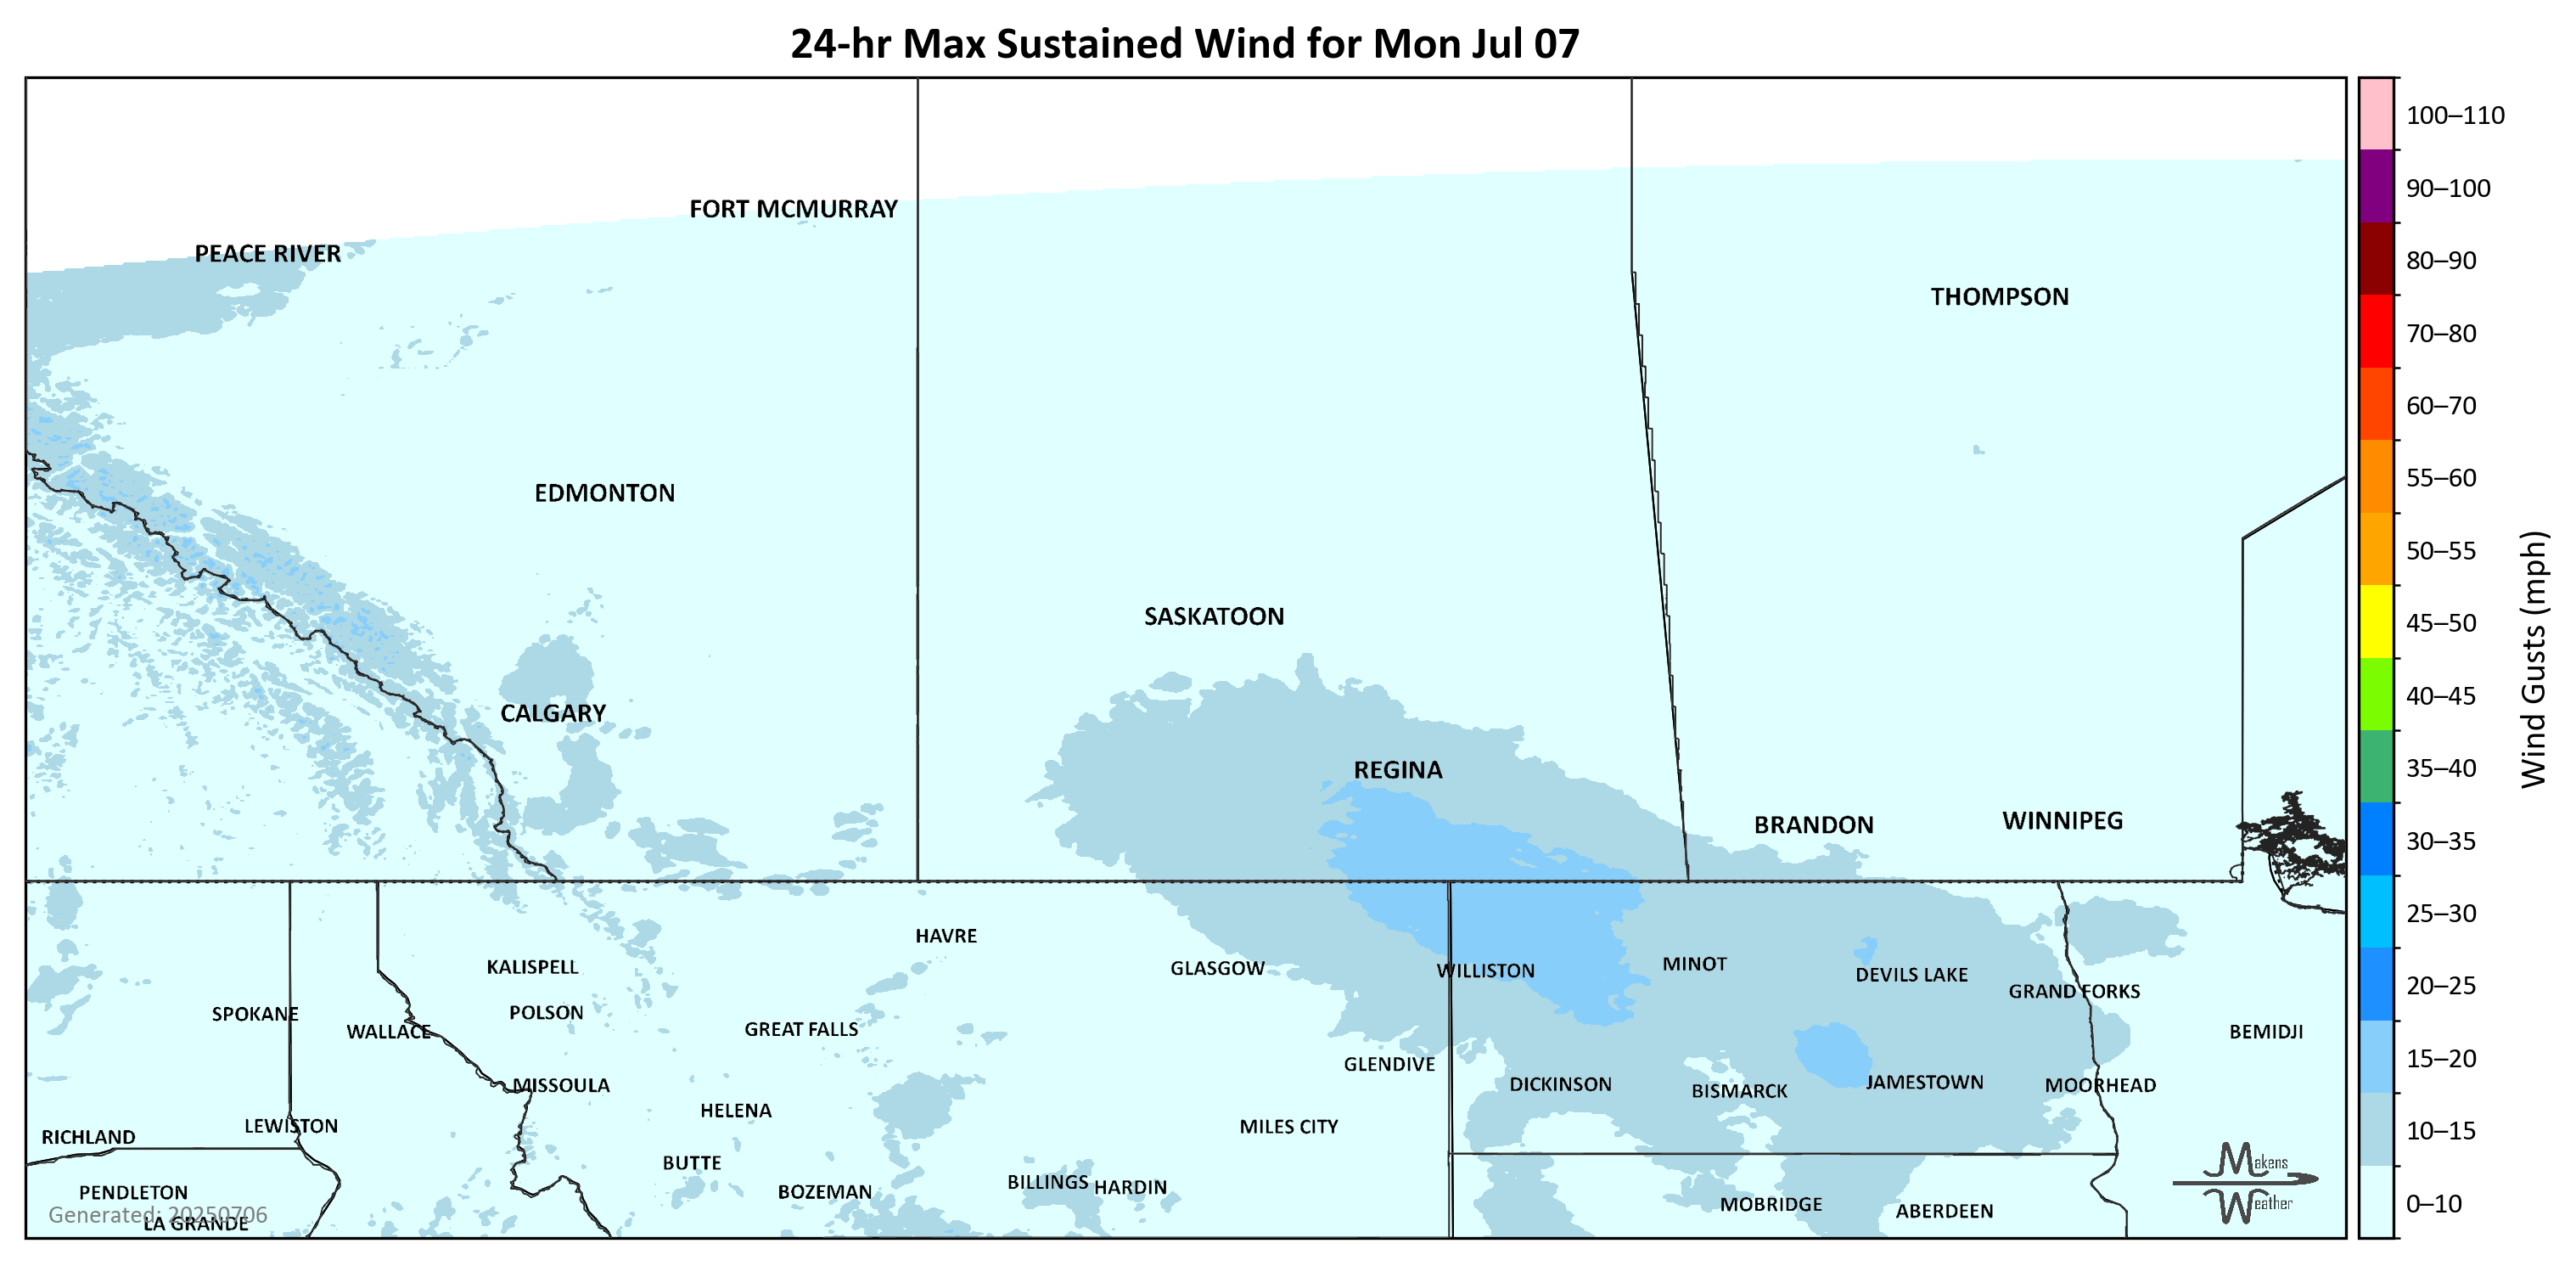 24-hr Max Sustained Wind for Mon Jul 07
100–110
90–100
80–90
70–80
60–70
55–60
50–55
45–50
40–45
35–40
30–35
25–30
20–25
15–20
10–15
0–10
Wind Gusts (mph)
FORT MCMURRAY
PEACE RIVER
THOMPSON
EDMONTON
SASKATOON
CALGARY
REGINA
BRANDON
WINNIPEG
HAVRE
KALISPELL
GLASGOW
WILLISTON
MINOT
DEVILS LAKE
GRAND FORKS
SPOKANE
POLSON
WALLACE
GREAT FALLS
BEMIDJI
GLENDIVE
MISSOULA
DICKINSON
BISMARCK
JAMESTOWN
MOORHEAD
HELENA
LEWISTON
MILES CITY
RICHLAND
BUTTE
BILLINGS
HARDIN
PENDLETON
BOZEMAN
MOBRIDGE
ABERDEEN
Generated: 20250706
LA GRANDE
Makens
Weather